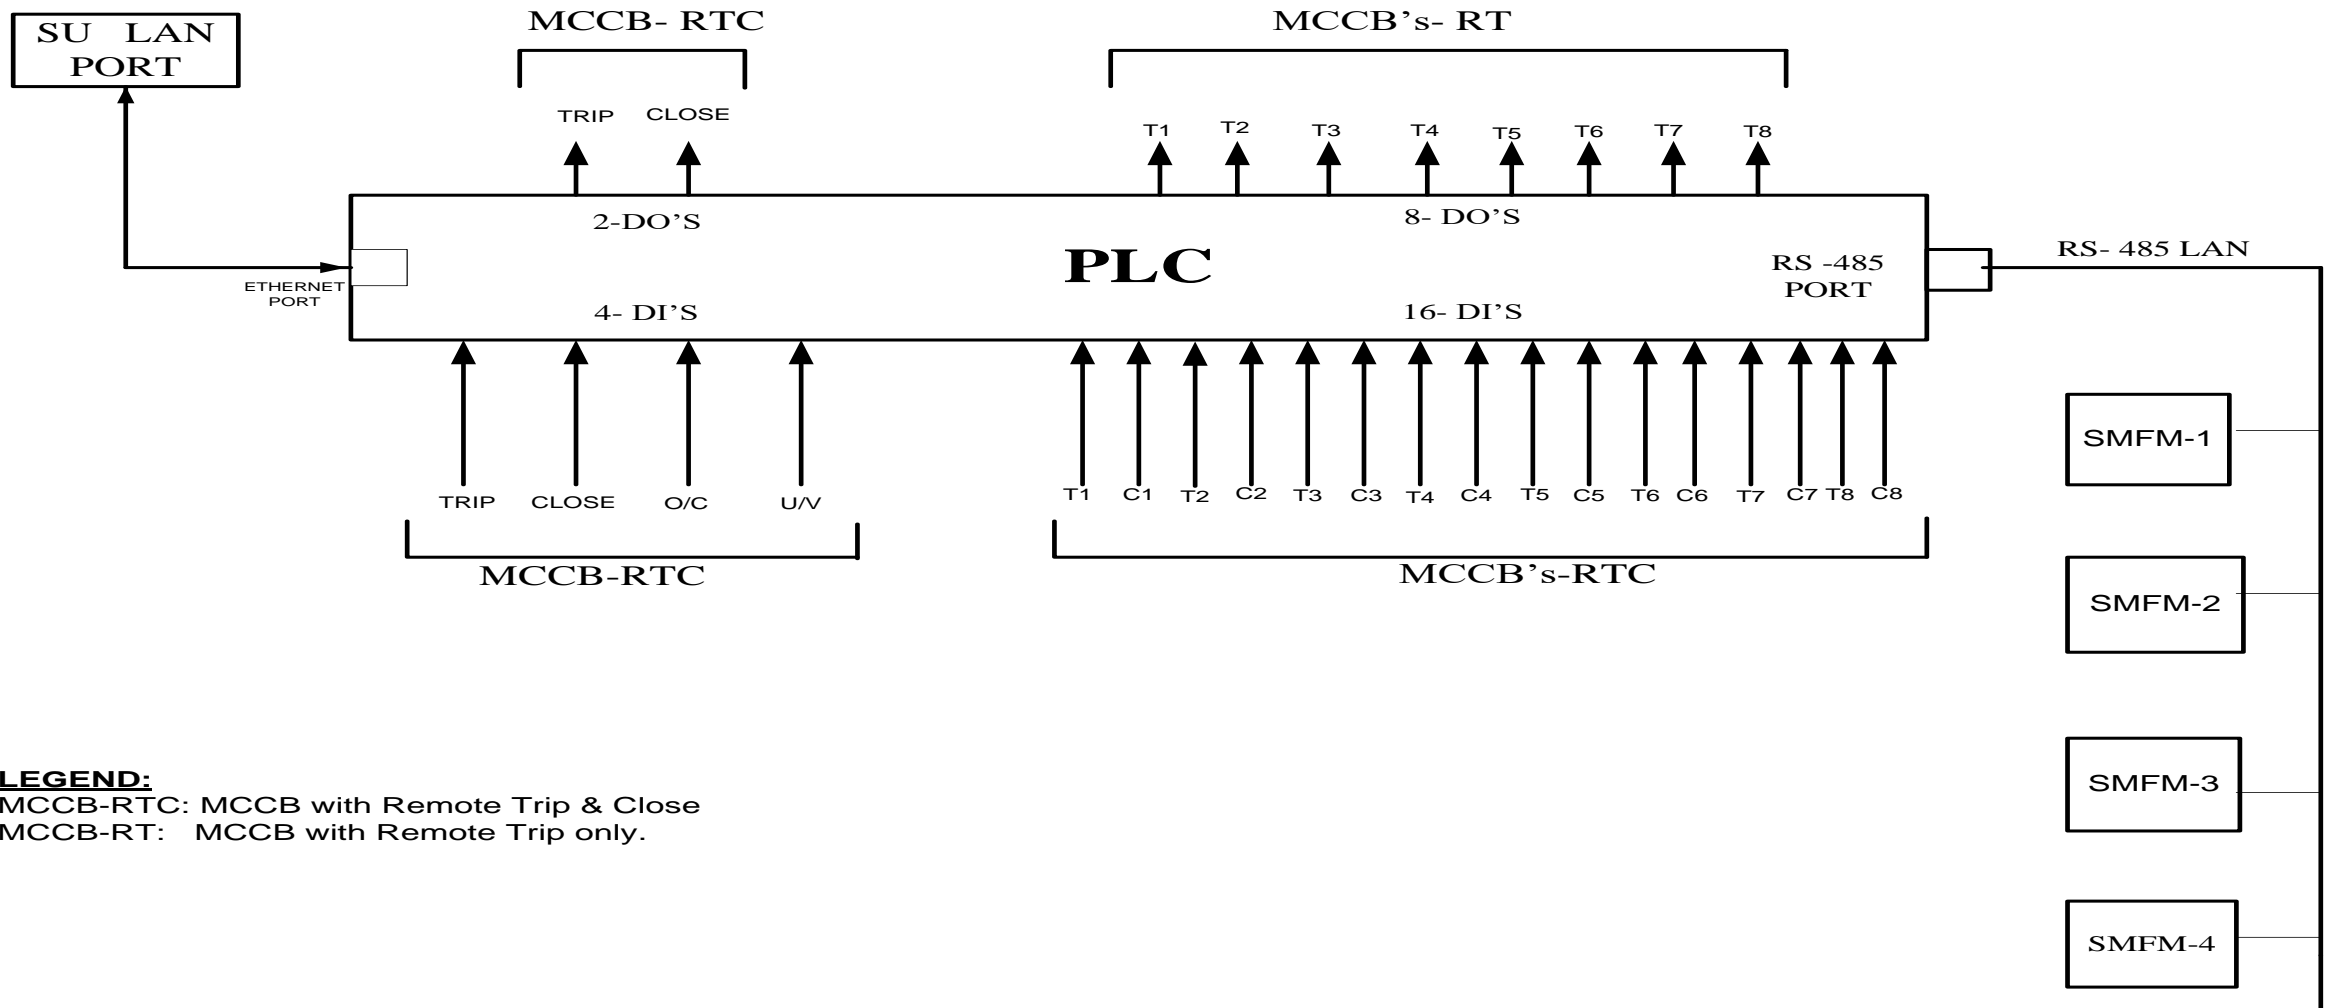 SU LAN
PORT
MCCB- RTC
MCCB's- RT
TRIP CLOSE
T1 T2 T3 T4 T5 T6 T7 T8
2-DO'S
8- DO'S
PLC
RS -485
PORT
RS- 485 LAN
ETHERNET
PORT
4- DI'S
16- DI'S
TRIP CLOSE O/C U/V
T1 C1 T2 C2 T3 C3 T4 C4 T5 C5 T6 C6 T7 C7 T8 C8
MCCB-RTC
MCCB's-RTC
SMFM-1
SMFM-2
SMFM-3
SMFM-4
LEGEND:
MCCB-RTC: MCCB with Remote Trip & Close
MCCB-RT: MCCB with Remote Trip only.